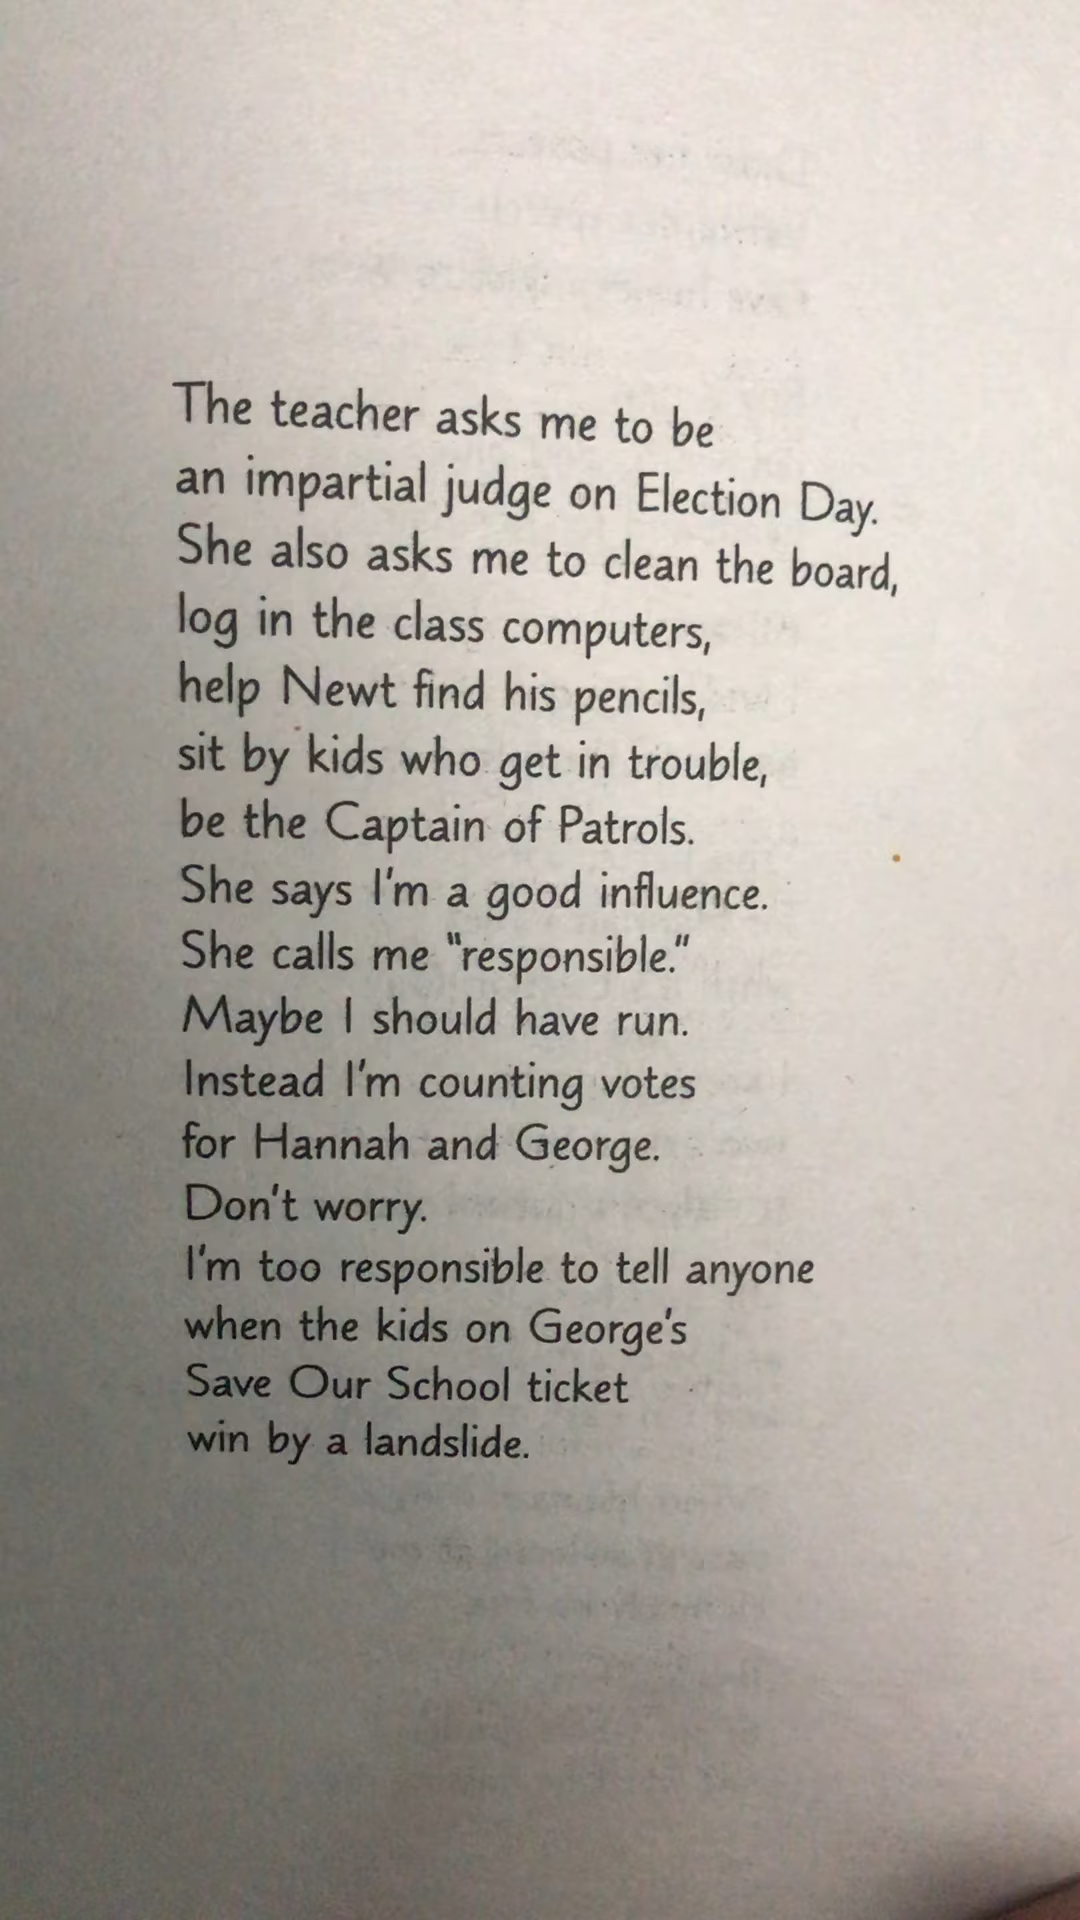 The teacher asks me to be
an impartial judge on Election Day.
She also asks me to clean the board,
log in the class computers,
help Newt find his pencils,
sit by kids who get in trouble,
be the Captain of Patrols.
She says I'm a good influence.
She calls me "responsible."
Maybe I should have run.
Instead I'm counting votes
for Hannah and George.
Don't worry.
I'm too responsible to tell anyone
when the kids on George's
Save Our School ticket
win by a landslide.